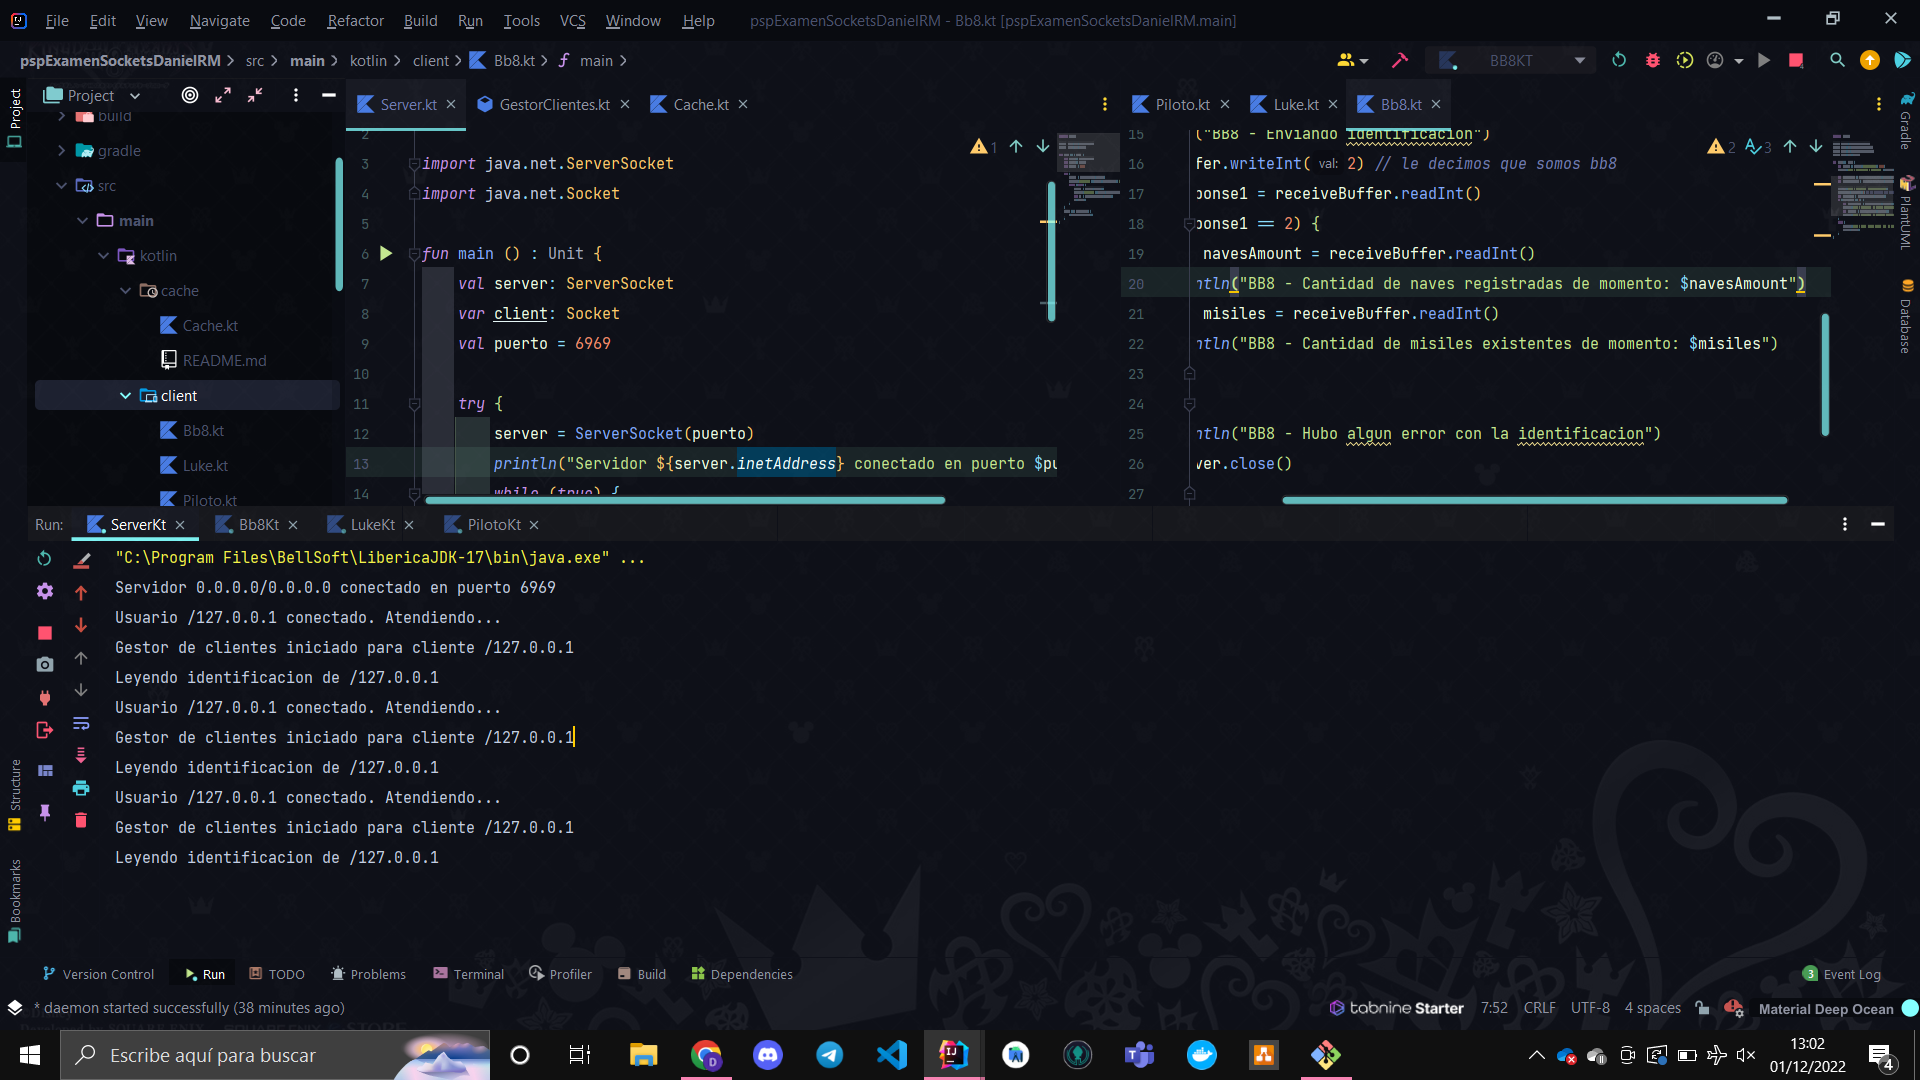 File Edit View Navigate Code Refactor Build Run Tools VCS Window Help pspExamenSocketsDanielRM - Bb8.kt [pspExamenSocketsDanielRM.main]
pspExamenSocketsDanielRM src main kotlin client Bb8.kt main BB8KT
Project
Project
build
gradle
src
main
kotlin
cache
Cache.kt
README.md
client
Bb8.kt
Luke.kt
Piloto.kt
Server.kt GestorClientes.kt Cache.kt
1
2
3 import java.net.ServerSocket
4 import java.net.Socket
5
6 fun main () : Unit {
7 val server: ServerSocket
8 var client: Socket
9 val puerto = 6969
10
11 try {
12 server = ServerSocket(puerto)
13 println("Servidor ${server.inetAddress} conectado en puerto $pu
14 while (true) {
Piloto.kt Luke.kt Bb8.kt
2 3
15 ("BB8 - Enviando identificacion")
16 fer.writeInt( val: 2) // le decimos que somos bb8
17 ponse1 = receiveBuffer.readInt()
18 ponse1 == 2) {
19 navesAmount = receiveBuffer.readInt()
20 ntln("BB8 - Cantidad de naves registradas de momento: $navesAmount")
21 misiles = receiveBuffer.readInt()
22 ntln("BB8 - Cantidad de misiles existentes de momento: $misiles")
23
24
25 ntln("BB8 - Hubo algun error con la identificacion")
26 ver.close()
27
Gradle
PlantUML
Database
Run: ServerKt Bb8Kt LukeKt PilotoKt
"C:\Program Files\BellSoft\LibericaJDK-17\bin\java.exe" ...
Servidor 0.0.0.0/0.0.0.0 conectado en puerto 6969
Usuario /127.0.0.1 conectado. Atendiendo...
Gestor de clientes iniciado para cliente /127.0.0.1
Leyendo identificacion de /127.0.0.1
Usuario /127.0.0.1 conectado. Atendiendo...
Gestor de clientes iniciado para cliente /127.0.0.1
Leyendo identificacion de /127.0.0.1
Usuario /127.0.0.1 conectado. Atendiendo...
Gestor de clientes iniciado para cliente /127.0.0.1
Leyendo identificacion de /127.0.0.1
Structure
Bookmarks
Version Control Run TODO Problems Terminal Profiler Build Dependencies 3 Event Log
* daemon started successfully (38 minutes ago) tabnine Starter 7:52 CRLF UTF-8 4 spaces Material Deep Ocean
Escribe aquí para buscar
13:02
01/12/2022
4